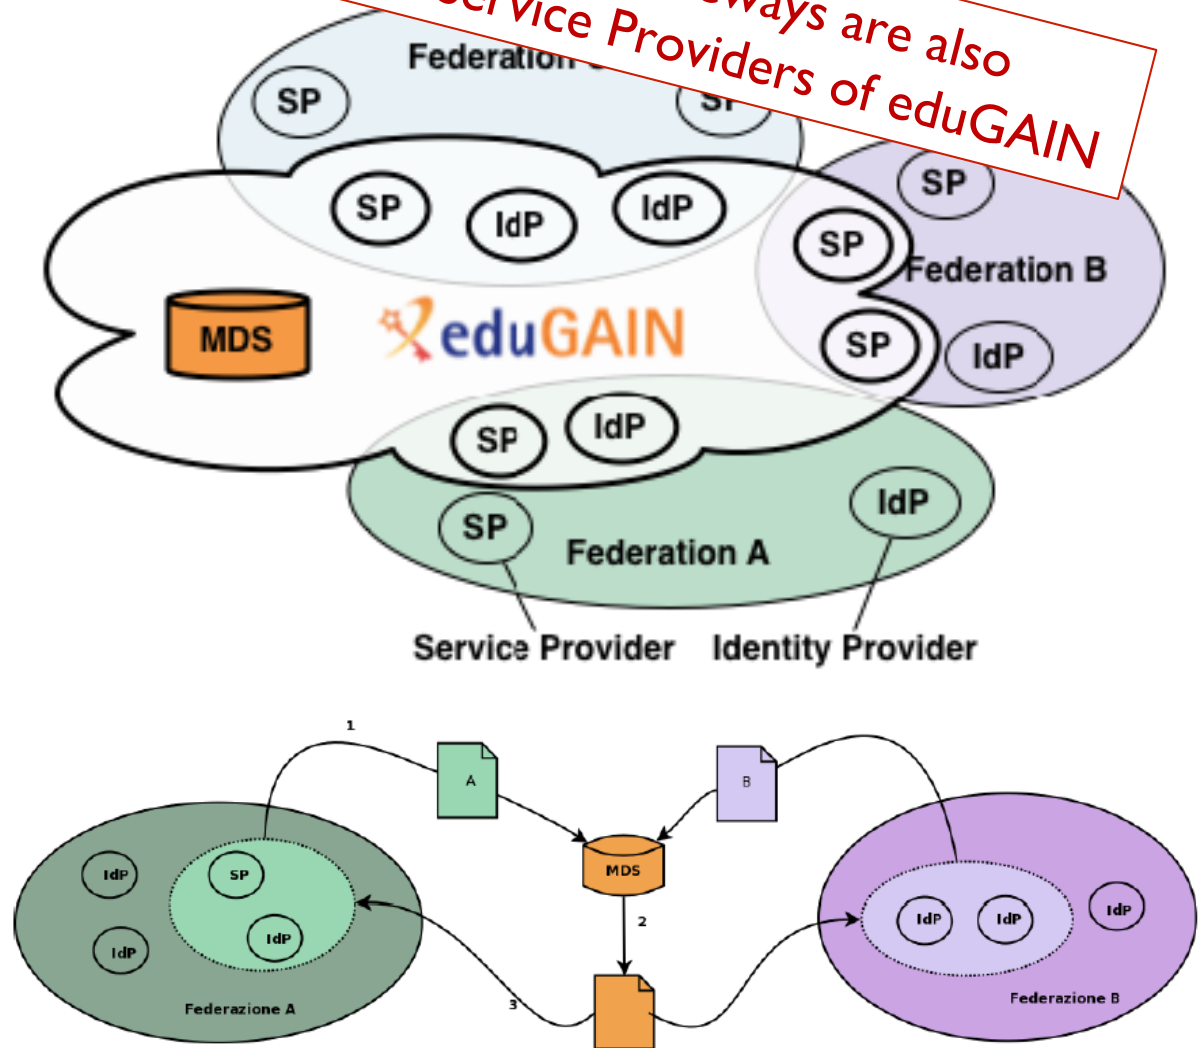 are also
Service Providers of eduGAIN
Federation
SP
SP
SP
IdP
IdP
SP
SP
Federation B
MDS
eduGAIN
SP
IdP
SP
IdP
SP
IdP
Federation A
Service Provider
Identity Provider
1
A
B
IdP
SP
MDS
IdP
IdP
IdP
IdP
IdP
2
Federazione A
Federazione B
3